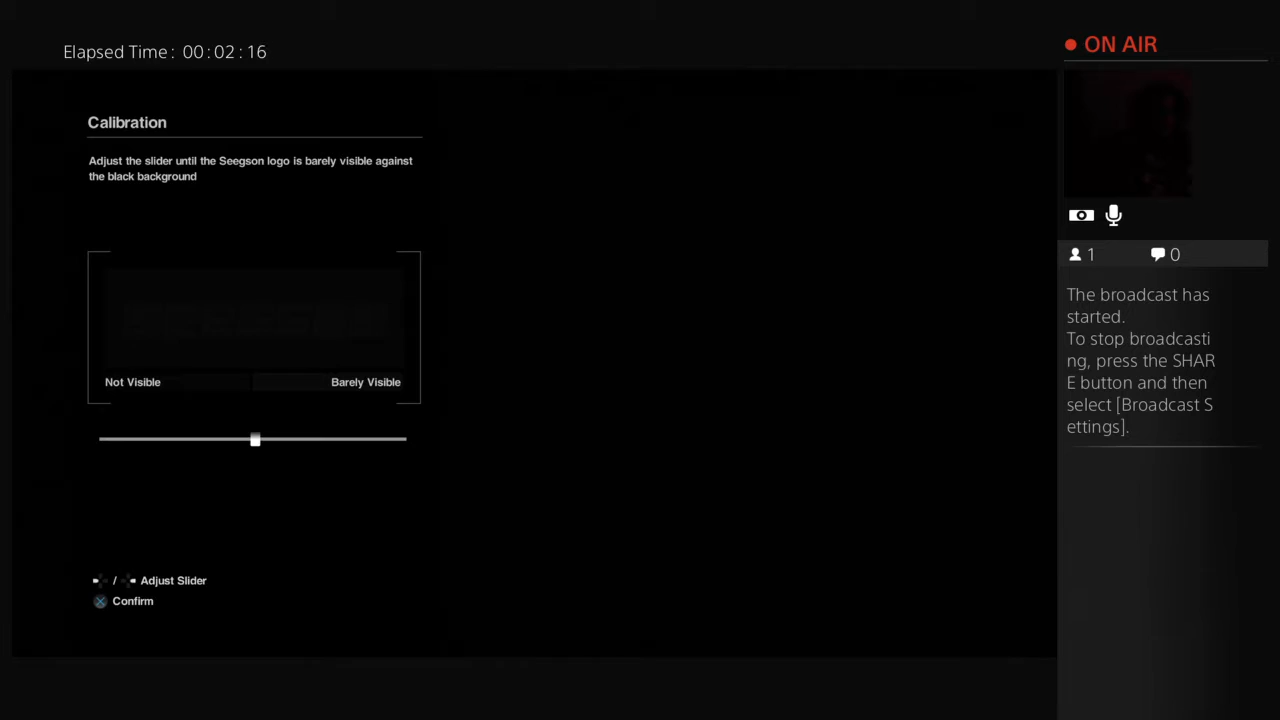 Elapsed Time: 00:02:16
ON AIR
Calibration
Adjust the slider until the Seegson logo is barely visible against
the black background
SEEGSON
Not Visible
Barely Visible
Adjust Slider
Confirm
1
0
The broadcast has
started.
To stop broadcasti
ng, press the SHAR
E button and then
select [Broadcast S
ettings].